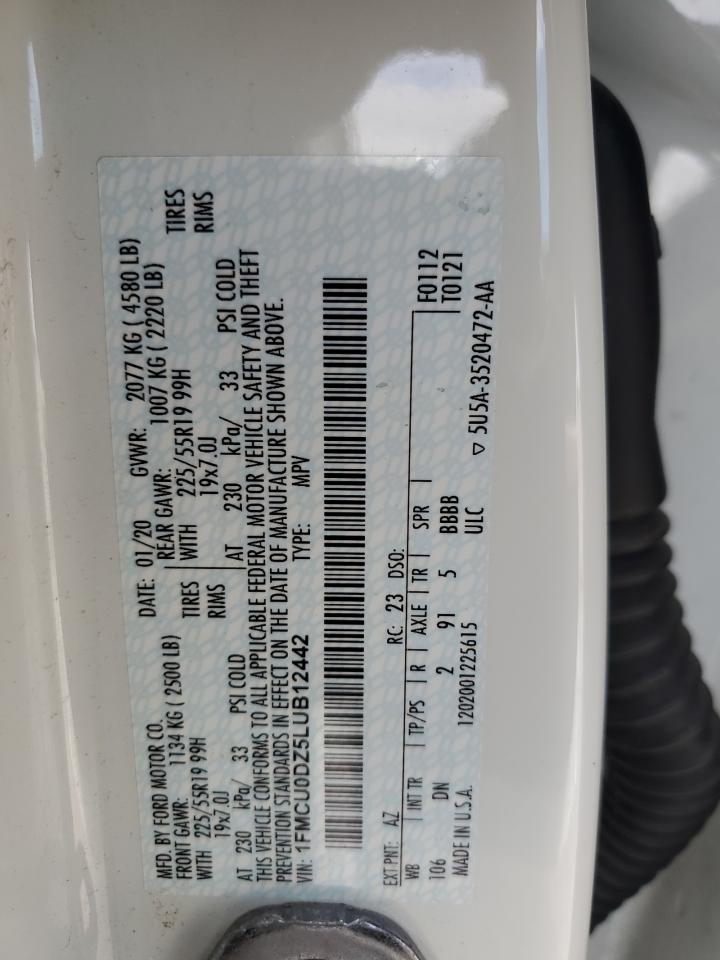 MFD. BY FORD MOTOR CO.
DATE: 01/20 GVWR: 2077 KG ( 4580 LB)
FRONT GAWR: 1134 KG ( 2500 LB) REAR GAWR: 1007 KG ( 2220 LB)
WITH 225/55R19 99H TIRES WITH 225/55R19 99H TIRES
19x7.0J RIMS 19x7.0J RIMS
AT 230 kPa/ 33 PSI COLD AT 230 kPa/ 33 PSI COLD
THIS VEHICLE CONFORMS TO ALL APPLICABLE FEDERAL MOTOR VEHICLE SAFETY AND THEFT
PREVENTION STANDARDS IN EFFECT ON THE DATE OF MANUFACTURE SHOWN ABOVE.
VIN: 1FMCU0DZ5LUB12442 TYPE: MPV
EXT PNT: AZ RC: 23 DSO: F0112
WB INT TR TP/PS R AXLE TR SPR T0121
106 DN 2 91 5 BBBB
MADE IN U.S.A. 1202001225615 ULC ▽ 5U5A-3520472-AA